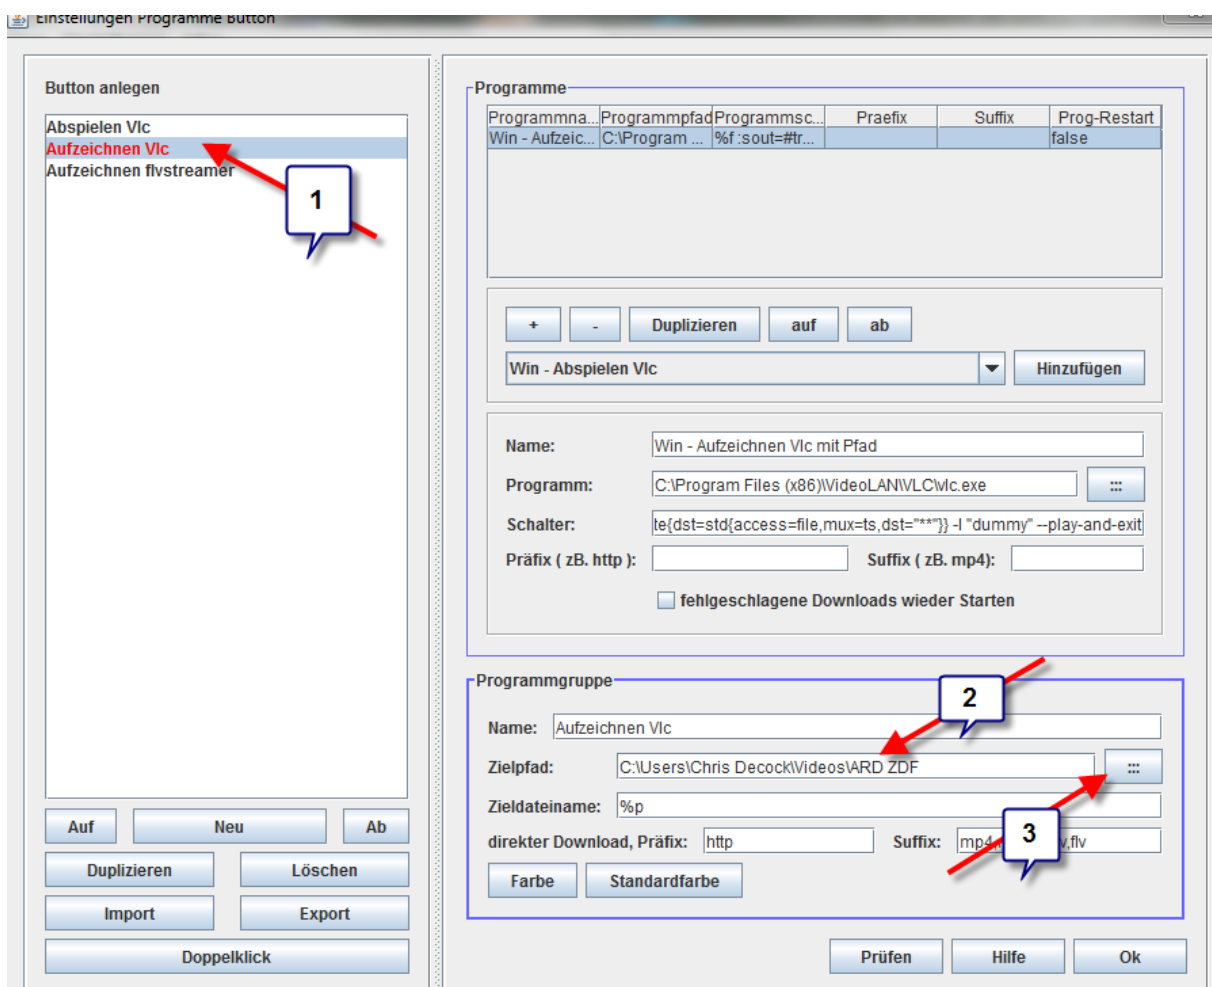 Einstellungen Programme Button
Button anlegen
Abspielen Vlc
Aufzeichnen Vlc
Aufzeichnen flvstreamer
1
Auf
Neu
Ab
Duplizieren
Löschen
Import
Export
Doppelklick
Programme
Programmna... Programmpfad Programmsc... Praefix Suffix Prog-Restart
Win - Aufzeic... C:\Program ... %f :sout=#tr... false
+
-
Duplizieren
auf
ab
Win - Abspielen Vlc
Hinzufügen
Name: Win - Aufzeichnen Vlc mit Pfad
Programm: C:\Program Files (x86)\VideoLAN\VLC\vlc.exe :::
Schalter: te{dst=std{access=file,mux=ts,dst="**"}} -I "dummy" --play-and-exit
Präfix ( zB. http ): Suffix ( zB. mp4):
fehlgeschlagene Downloads wieder Starten
Programmgruppe
2
Name: Aufzeichnen Vlc
Zielpfad: C:\Users\Chris Decock\Videos\ARD ZDF :::
Zieldateiname: %p
3
direkter Download, Präfix: http Suffix: mp4, ,flv
Farbe
Standardfarbe
Prüfen
Hilfe
Ok